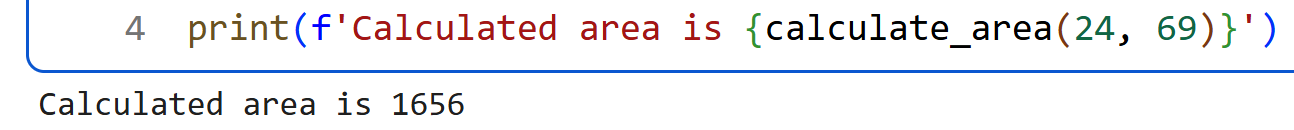 4 print(f'Calculated area is {calculate_area(24, 69)}')
Calculated area is 1656